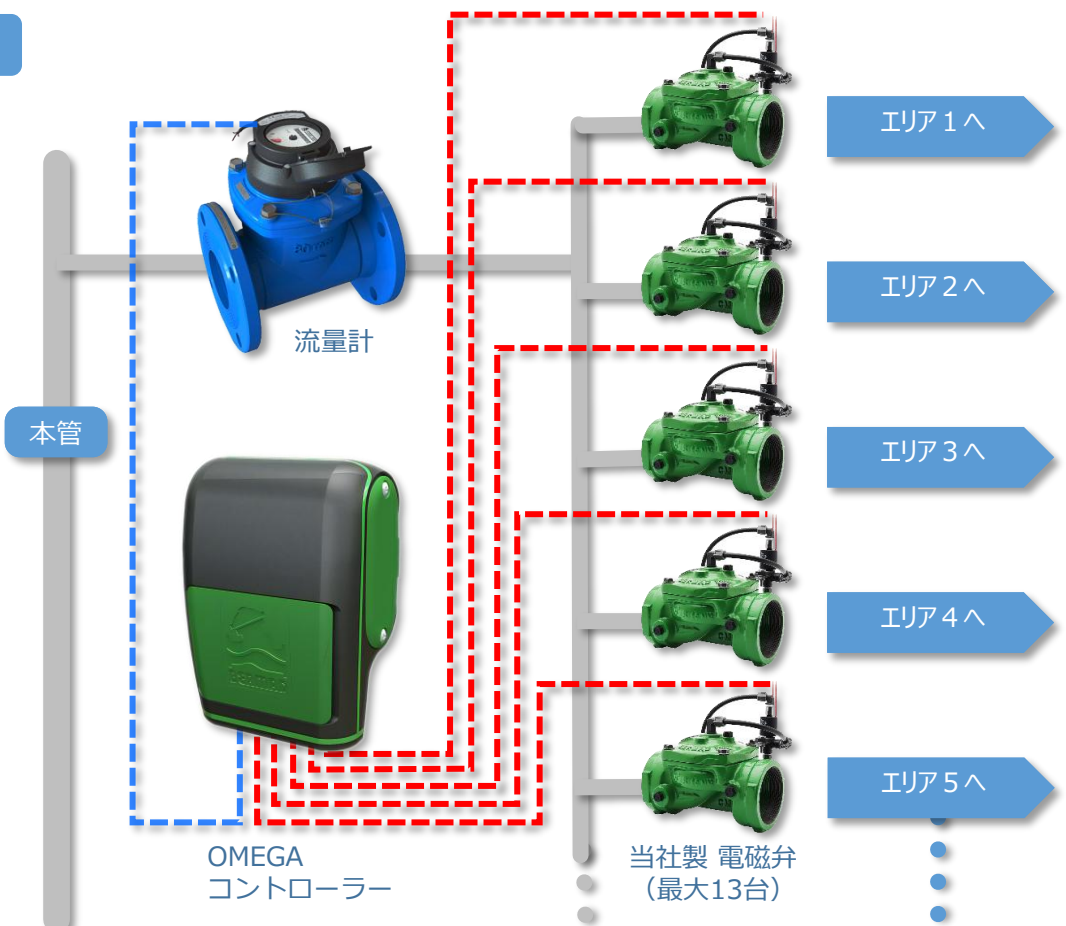 エリア１へ
エリア２へ
流量計
本管
エリア３へ
エリア４へ
BERMAD
エリア５へ
OMEGA
コントローラー
当社製 電磁弁
（最大13台）